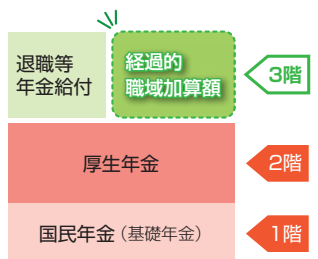 退職等
年金給付
経過的
職域加算額
3階
厚生年金
2階
国民年金（基礎年金）
1階